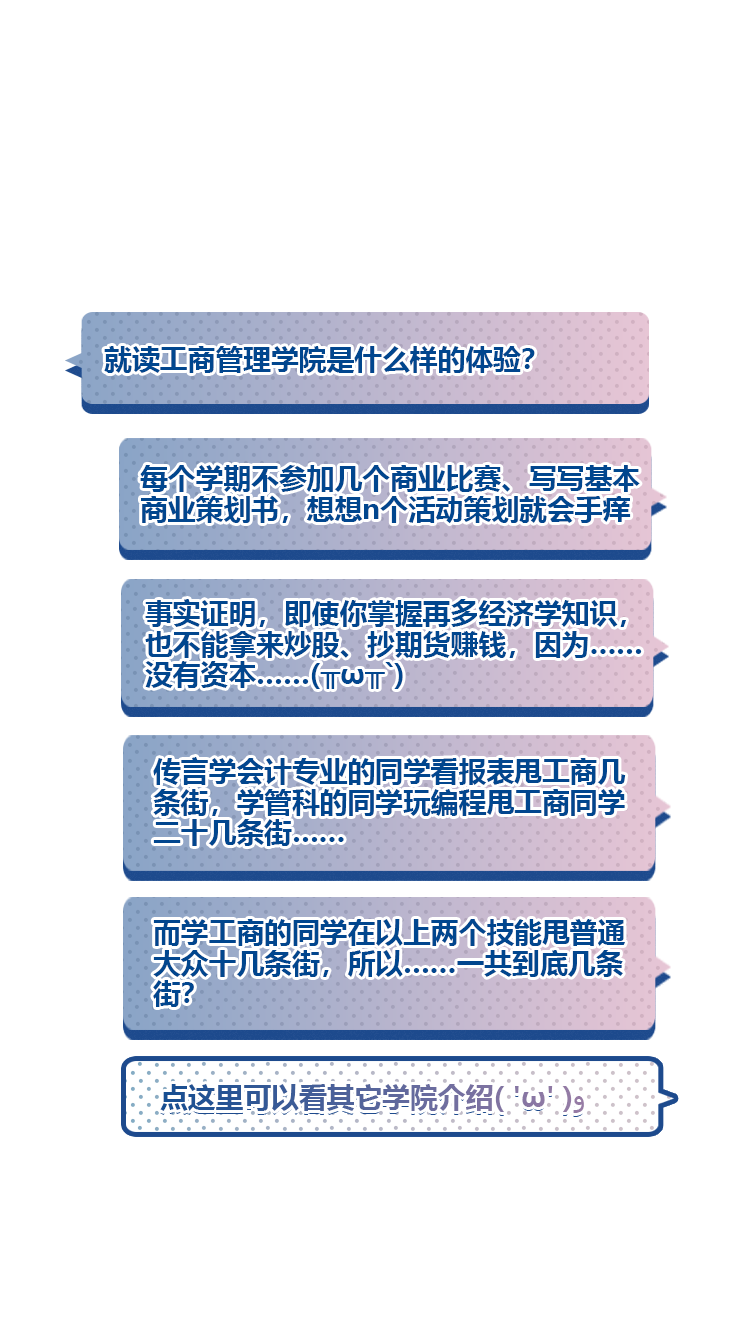 就读工商管理学院是什么样的体验？
每个学期不参加几个商业比赛、写写基本
商业策划书，想想n个活动策划就会手痒
事实证明，即使你掌握再多经济学知识，
也不能拿来炒股、抄期货赚钱，因为……
没有资本……(╥ω╥`)
传言学会计专业的同学看报表甩工商几
条街，学管科的同学玩编程甩工商同学
二十几条街……
而学工商的同学在以上两个技能甩普通
大众十几条街，所以……一共到底几条
街？
点这里可以看其它学院介绍( 'ω' )و